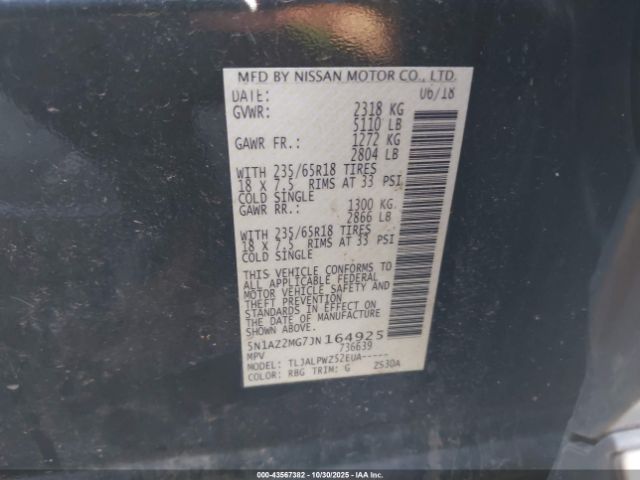 MFD BY NISSAN MOTOR CO., LTD.
DATE: 06/18
GVWR: 2318 KG
5110 LB
GAWR FR.: 1272 KG
2804 LB
WITH 235/65R18 TIRES
18 X 7.5 RIMS AT 33 PSI
COLD SINGLE
GAWR RR.: 1300 KG
2866 LB
WITH 235/65R18 TIRES
18 X 7.5 RIMS AT 33 PSI
COLD SINGLE
THIS VEHICLE CONFORMS TO
ALL APPLICABLE FEDERAL
MOTOR VEHICLE SAFETY AND
THEFT PREVENTION
STANDARDS IN EFFECT ON
THE DATE OF MANUFACTURE
SHOWN ABOVE.
5N1AZ2MG7JN164925
MPV 736639
MODEL: TLJALPWZ52EUA-----
COLOR: RBG TRIM: G ZS30A
000-43567382 - 10/30/2025 - IAA Inc.